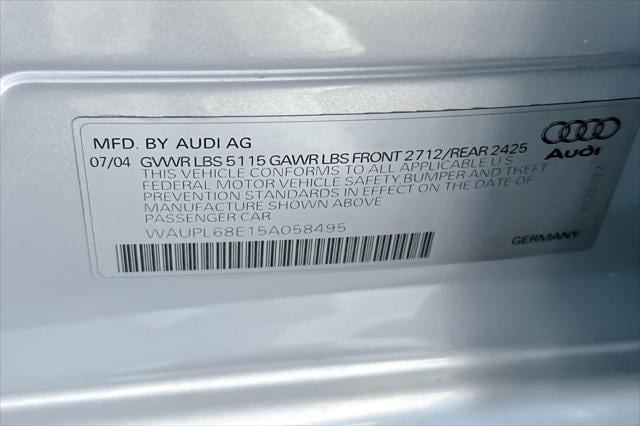 MFD. BY AUDI AG
07/04 GVWR LBS 5115 GAWR LBS FRONT 2712/REAR 2425
THIS VEHICLE CONFORMS TO ALL APPLICABLE U S
FEDERAL MOTOR VEHICLE SAFETY BUMPER AND THEFT
PREVENTION STANDARDS IN EFFECT ON THE DATE OF
MANUFACTURE SHOWN ABOVE
PASSENGER CAR
WAUPL68E15A058495
Audi
GERMANY